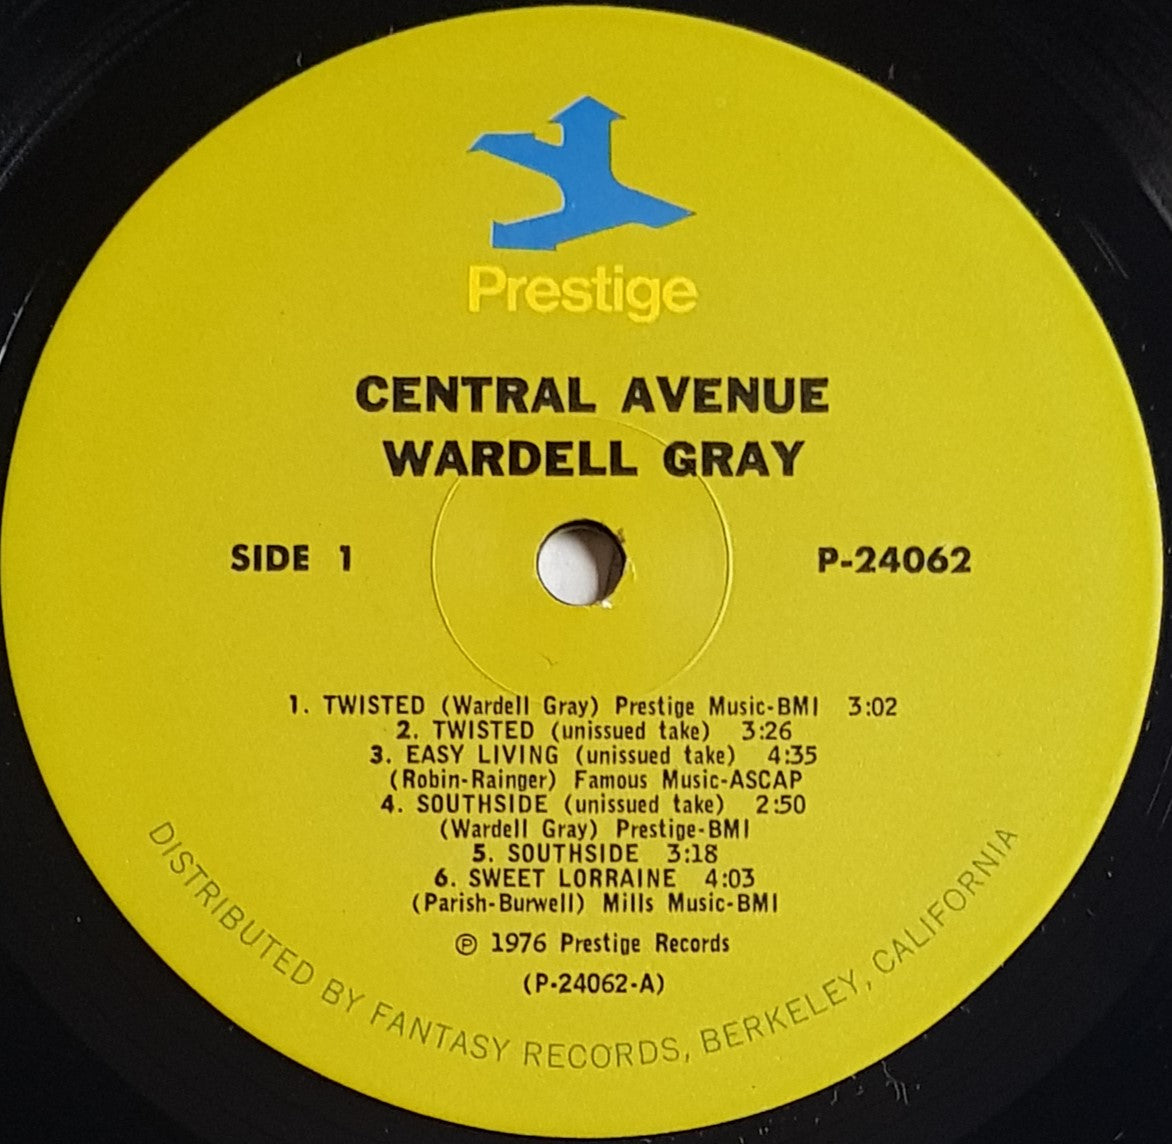 Prestige
CENTRAL AVENUE
WARDELL GRAY
SIDE 1
P-24062
1. TWISTED (Wardell Gray) Prestige Music-BMI 3:02
2. TWISTED (unissued take) 3:26
3. EASY LIVING (unissued take) 4:35
(Robin-Rainger) Famous Music-ASCAP
4. SOUTHSIDE (unissued take) 2:50
(Wardell Gray) Prestige-BMI
5. SOUTHSIDE 3:18
6. SWEET LORRAINE 4:03
(Parish-Burwell) Mills Music-BMI
℗ 1976 Prestige Records
(P-24062-A)
DISTRIBUTED BY FANTASY RECORDS, BERKELEY, CALIFORNIA